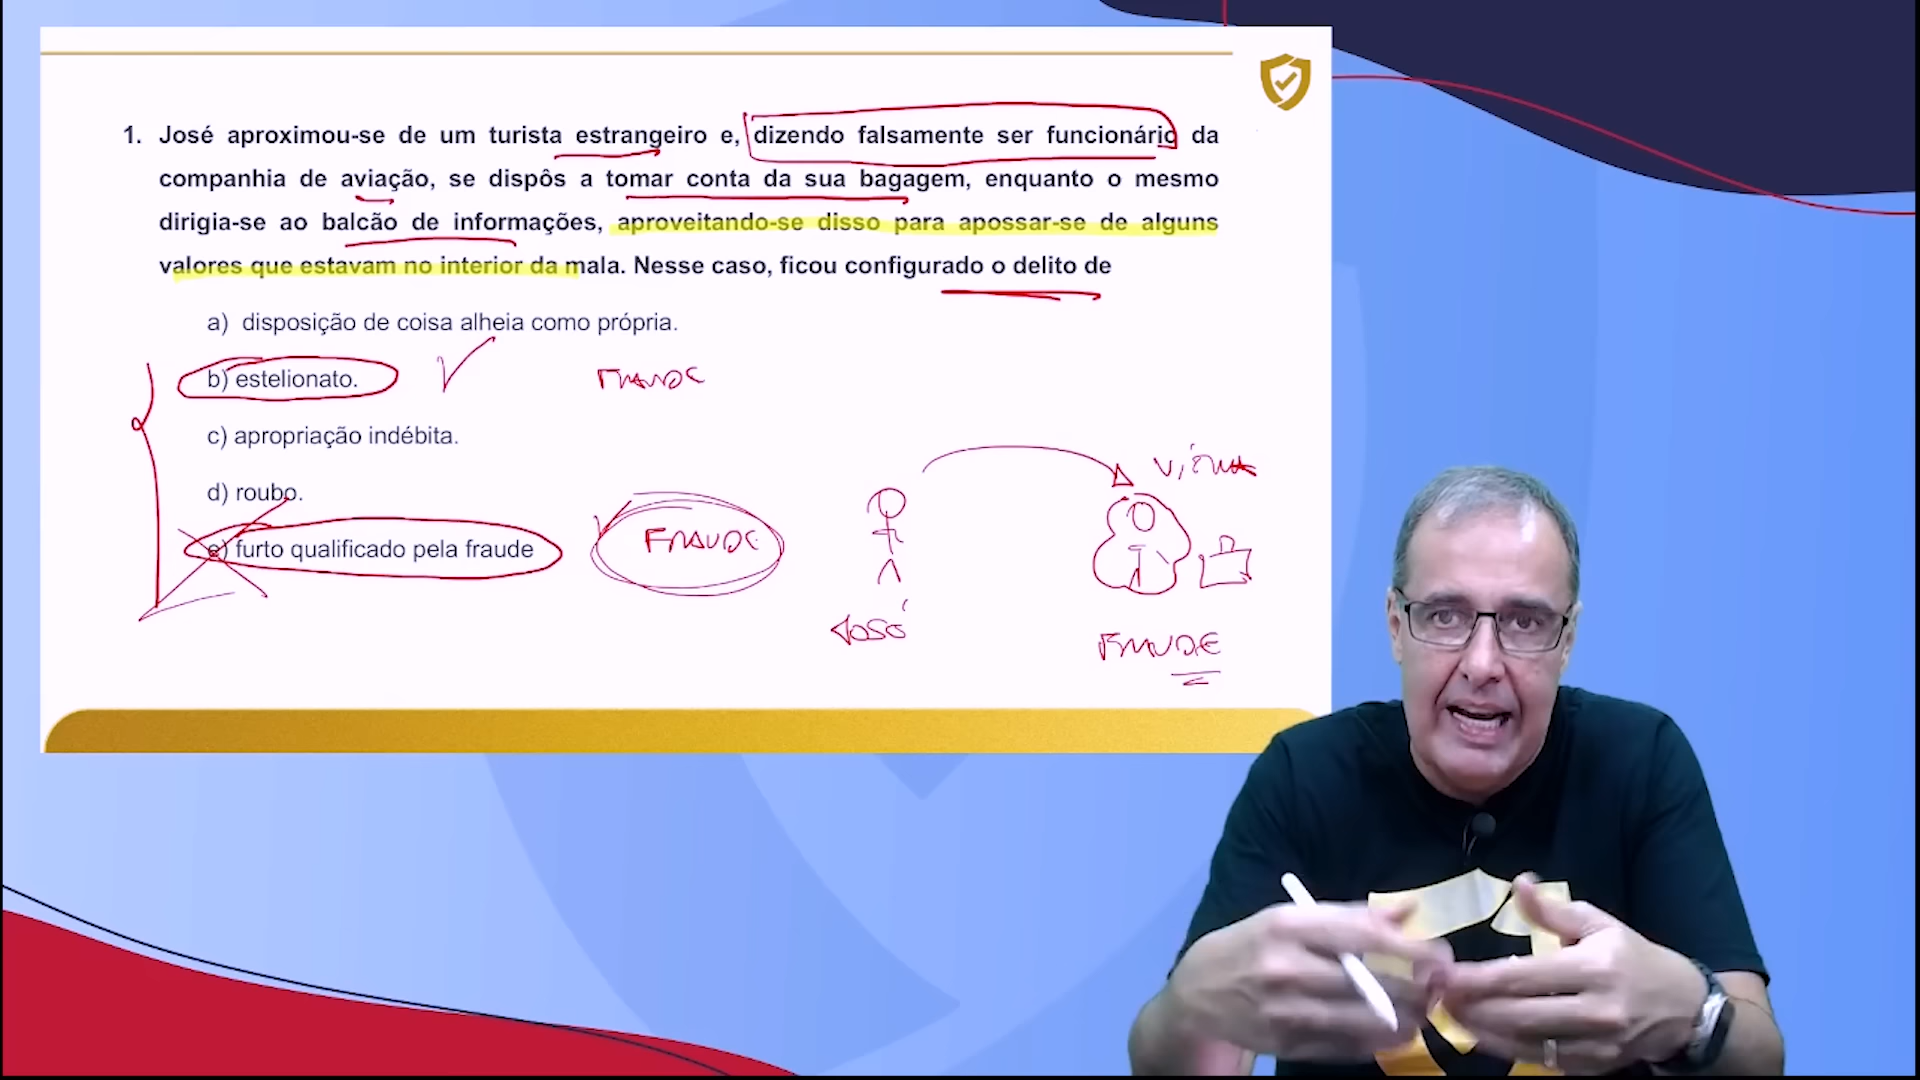 1. José aproximou-se de um turista estrangeiro e, dizendo falsamente ser funcionário da
companhia de aviação, se dispôs a tomar conta da sua bagagem, enquanto o mesmo
dirigia-se ao balcão de informações, aproveitando-se disso para apossar-se de alguns
valores que estavam no interior da mala. Nesse caso, ficou configurado o delito de
a) disposição de coisa alheia como própria.
b) estelionato.
FRAUDE
c) apropriação indébita.
VÍTIMA
d) roubo.
e) furto qualificado pela fraude
FRAUDE
JOSÉ
FRAUDE